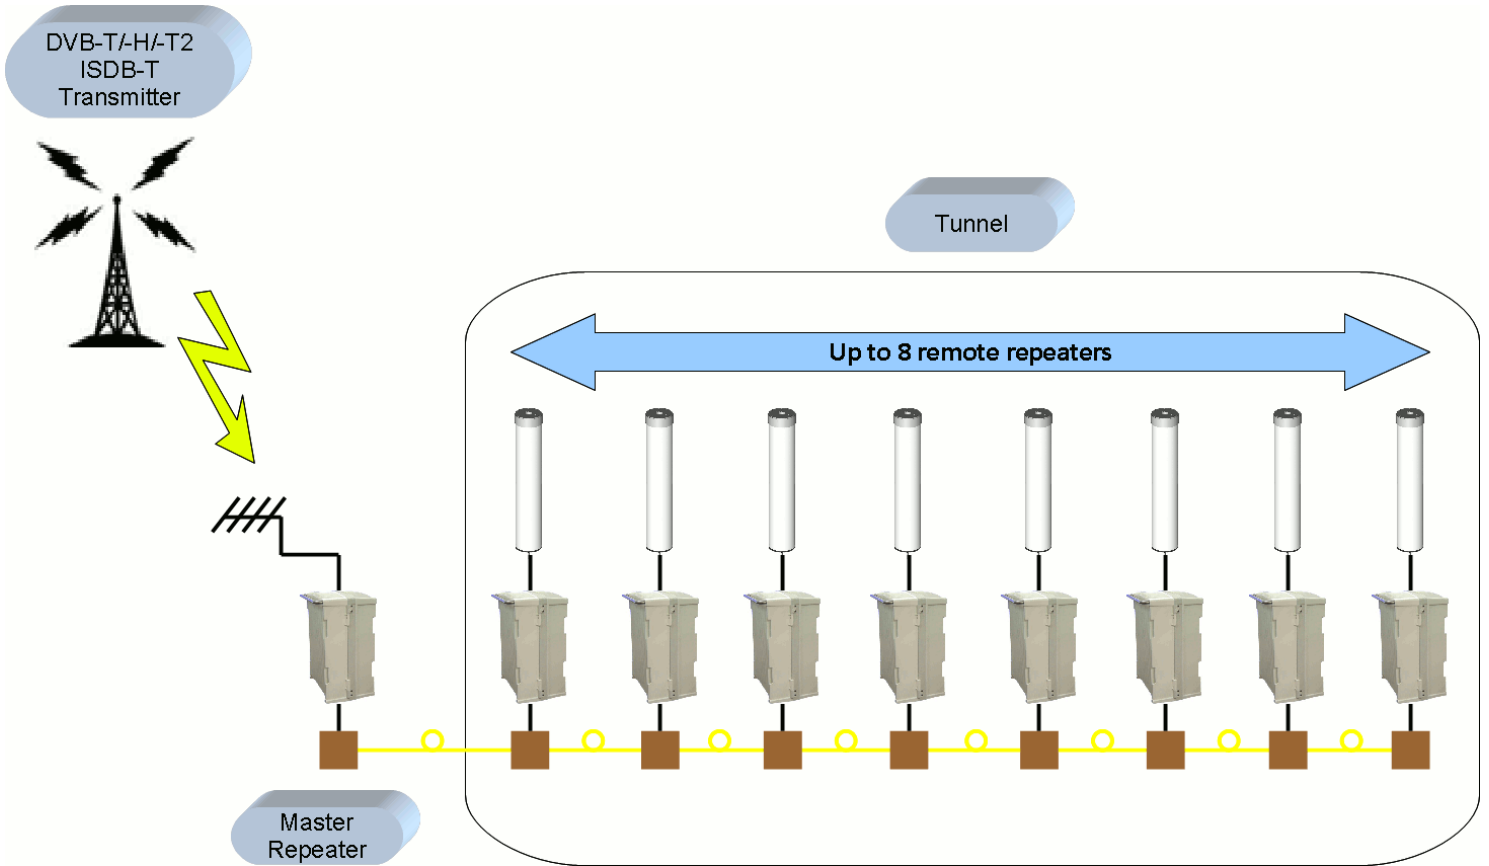 DVB-T/-H/-T2
ISDB-T
Transmitter
Tunnel
Up to 8 remote repeaters
Master
Repeater